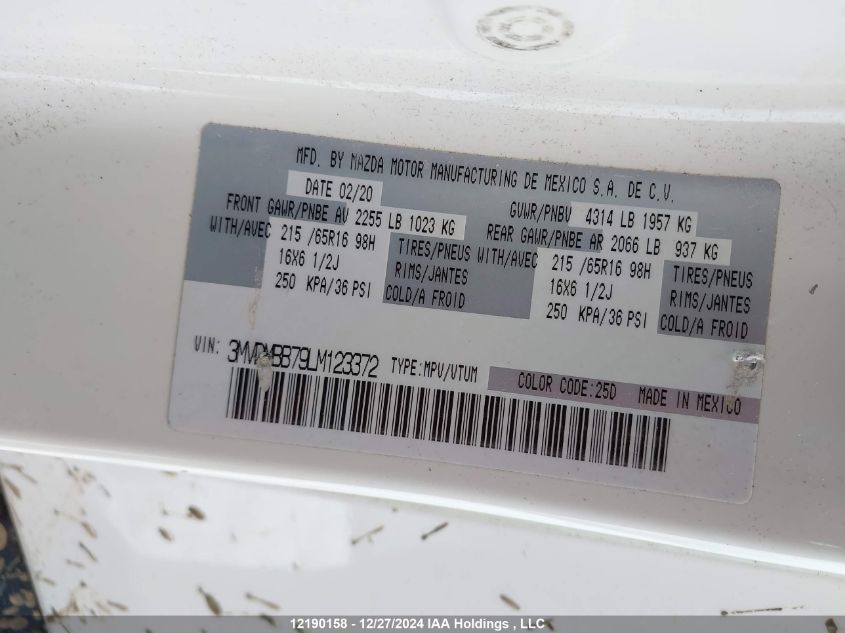 MFD. BY MAZDA MOTOR MANUFACTURING DE MEXICO S.A. DE C.V.
DATE 02/20
GVWR/PNBV 4314 LB 1957 KG
FRONT GAWR/PNBE AV 2255 LB 1023 KG
REAR GAWR/PNBE AR 2066 LB 937 KG
WITH/AVEC 215 /65R16 98H TIRES/PNEUS
16X6 1/2J RIMS/JANTES
250 KPA/36 PSI COLD/A FROID
WITH/AVEC 215 /65R16 98H TIRES/PNEUS
16X6 1/2J RIMS/JANTES
250 KPA/36 PSI COLD/A FROID
VIN: 3MVDMBB79LM123372 TYPE:MPV/VTUM
COLOR CODE:25D MADE IN MEXICO
12190158 - 12/27/2024 IAA Holdings , LLC